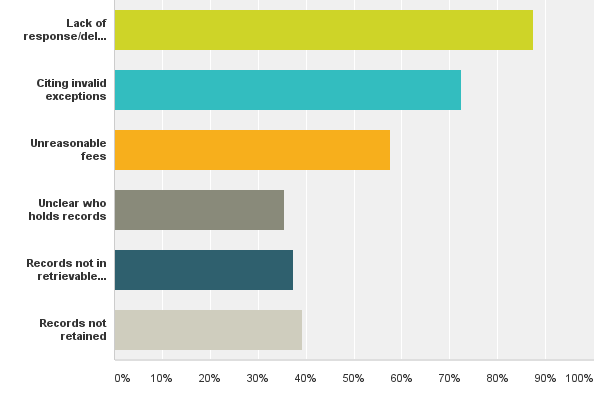 Lack of
response/del...
Citing invalid
exceptions
Unreasonable
fees
Unclear who
holds records
Records not in
retrievable...
Records not
retained
0% 10% 20% 30% 40% 50% 60% 70% 80% 90% 100%